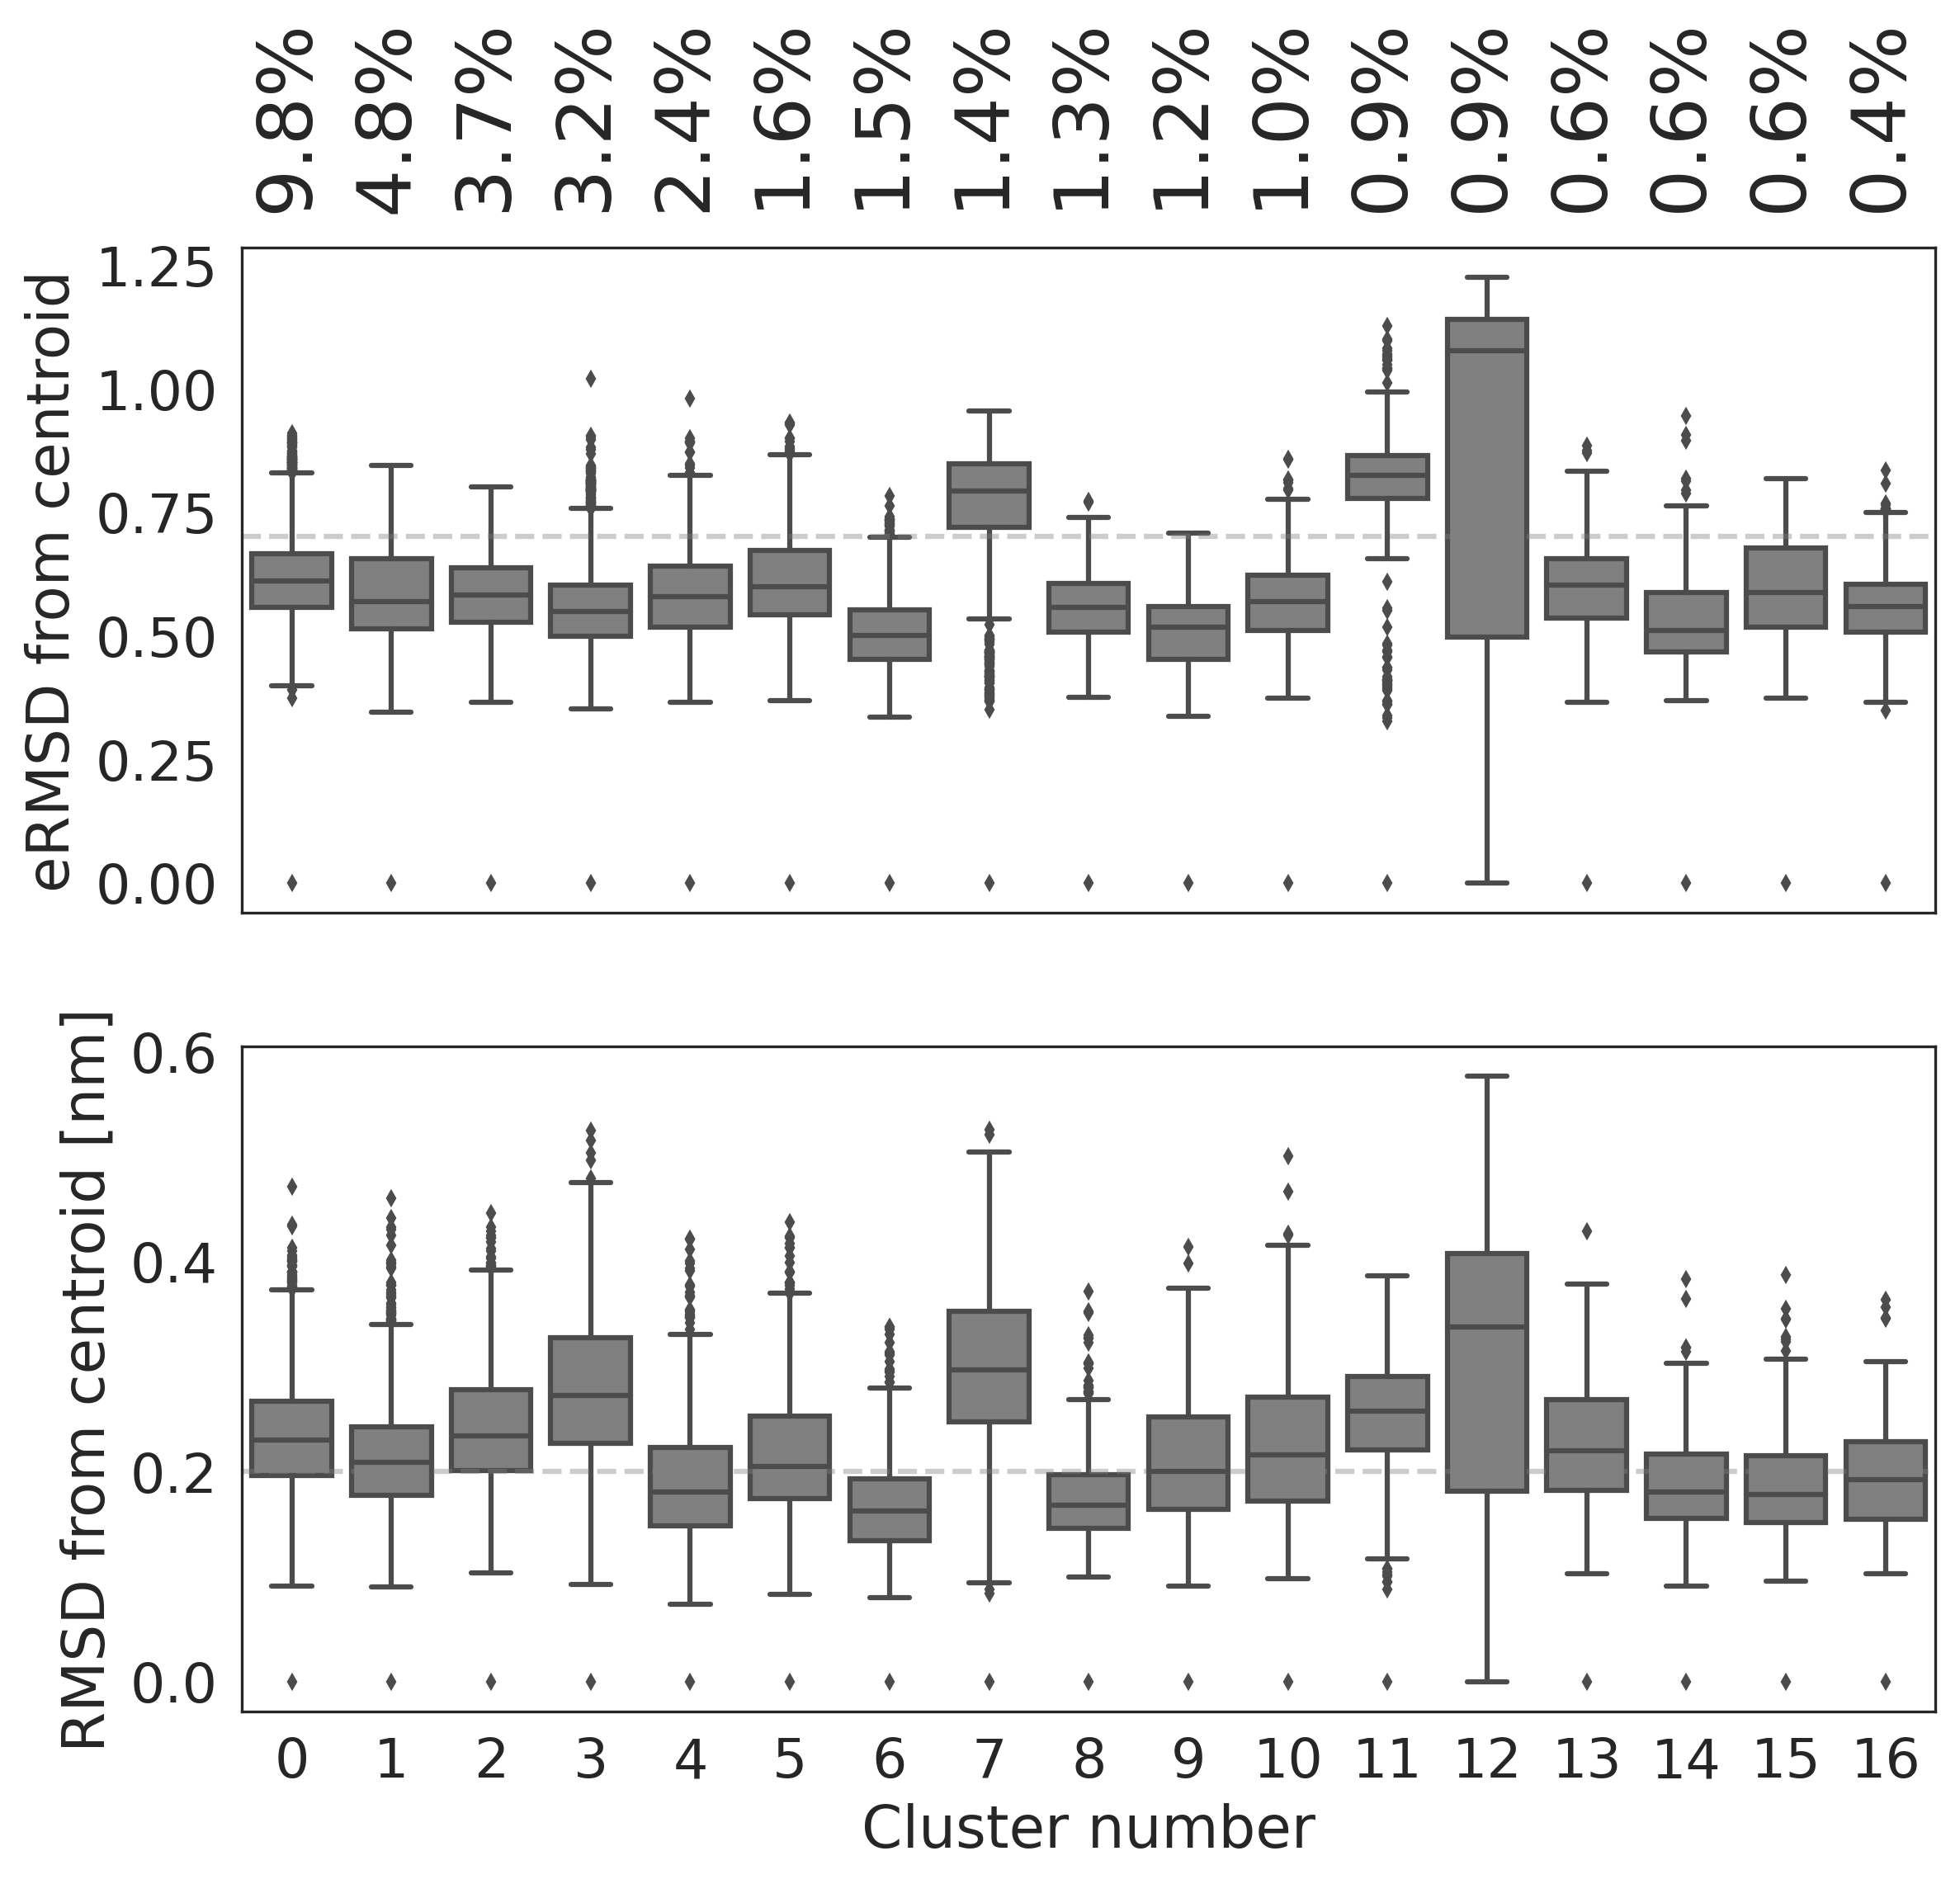 9.8% 4.8% 3.7% 3.2% 2.4% 1.6% 1.5% 1.4% 1.3% 1.2% 1.0% 0.9% 0.9% 0.6% 0.6% 0.6% 0.4%
eRMSD from centroid
1.25
1.00
0.75
0.50
0.25
0.00
RMSD from centroid [nm]
0.6
0.4
0.2
0.0
0 1 2 3 4 5 6 7 8 9 10 11 12 13 14 15 16
Cluster number